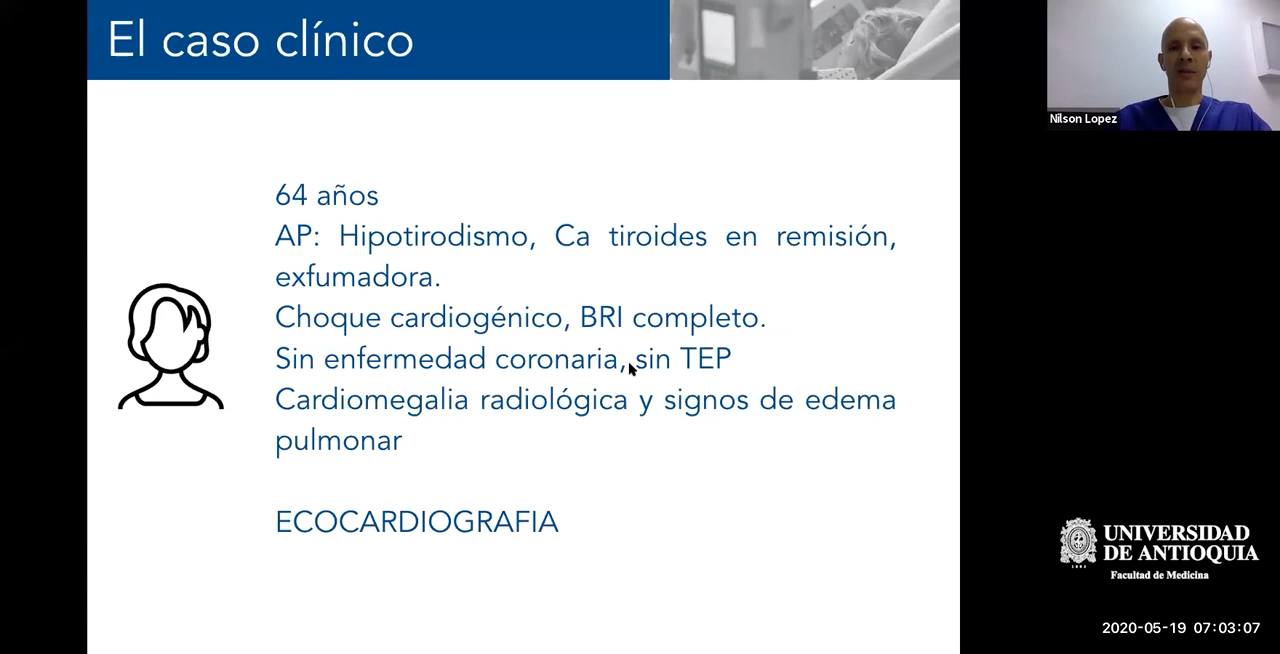 El caso clínico
Nilson Lopez
64 años
AP: Hipotirodismo, Ca tiroides en remisión,
exfumadora.
Choque cardiogénico, BRI completo.
Sin enfermedad coronaria, sin TEP
Cardiomegalia radiológica y signos de edema
pulmonar
ECOCARDIOGRAFIA
UNIVERSIDAD
DE ANTIOQUIA
1803
Facultad de Medicina
2020-05-19 07:03:07